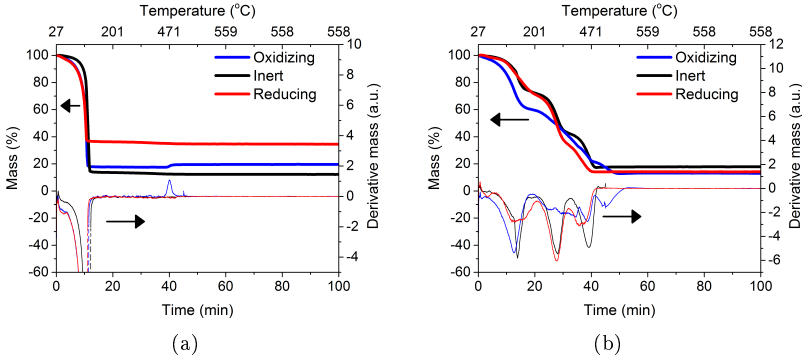 Temperature (°C)
27 201 471 559 558 558
100
80
60
40
20
0
-20
-40
-60
Mass (%)
Oxidizing
Inert
Reducing
10
8
6
4
2
0
-2
-4
Derivative mass (a.u.)
0 20 40 60 80 100
Time (min)
(a)
Temperature (°C)
27 201 471 559 558 558
100
80
60
40
20
0
-20
-40
-60
Mass (%)
Oxidizing
Inert
Reducing
12
10
8
6
4
2
0
-2
-4
-6
Derivative mass (a.u.)
0 20 40 60 80 100
Time (min)
(b)